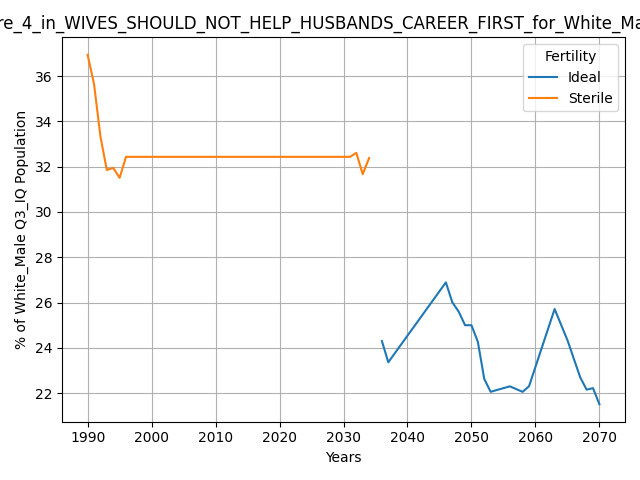 re_4_in_WIVES_SHOULD_NOT_HELP_HUSBANDS_CAREER_FIRST_for_White_Ma
Fertility
Ideal
Sterile
% of White_Male Q3_IQ Population
36
34
32
30
28
26
24
22
1990 2000 2010 2020 2030 2040 2050 2060 2070
Years